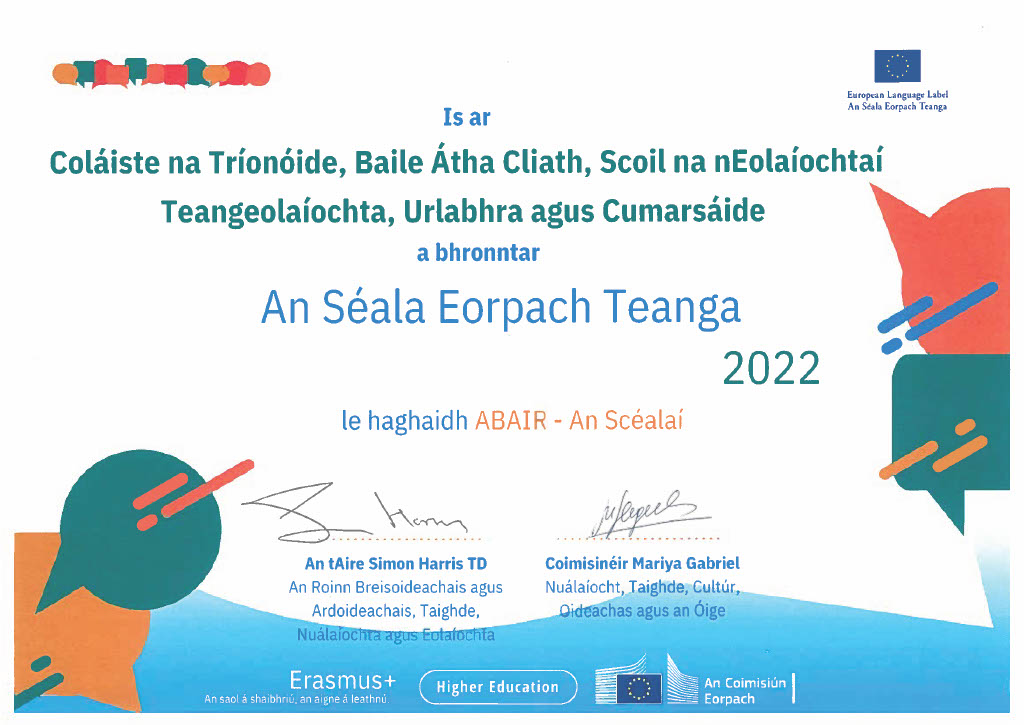 European Language Label
An Séala Eorpach Teanga
Is ar
Coláiste na Tríonóide, Baile Átha Cliath, Scoil na nEolaíochtaí
Teangeolaíochta, Urlabhra agus Cumarsáide
a bhronntar
An Séala Eorpach Teanga
2022
le haghaidh ABAIR - An Scéalaí
An tAire Simon Harris TD
An Roinn Breisoideachais agus
Ardoideachais, Taighde,
Nuálaíochta agus Eolaíochta
Coimisinéir Mariya Gabriel
Nuálaíocht, Taighde, Cultúr,
Oideachas agus an Óige
Erasmus+
An saol á shaibhriú, an aigne á leathnú.
Higher Education
An Coimisiún
Eorpach